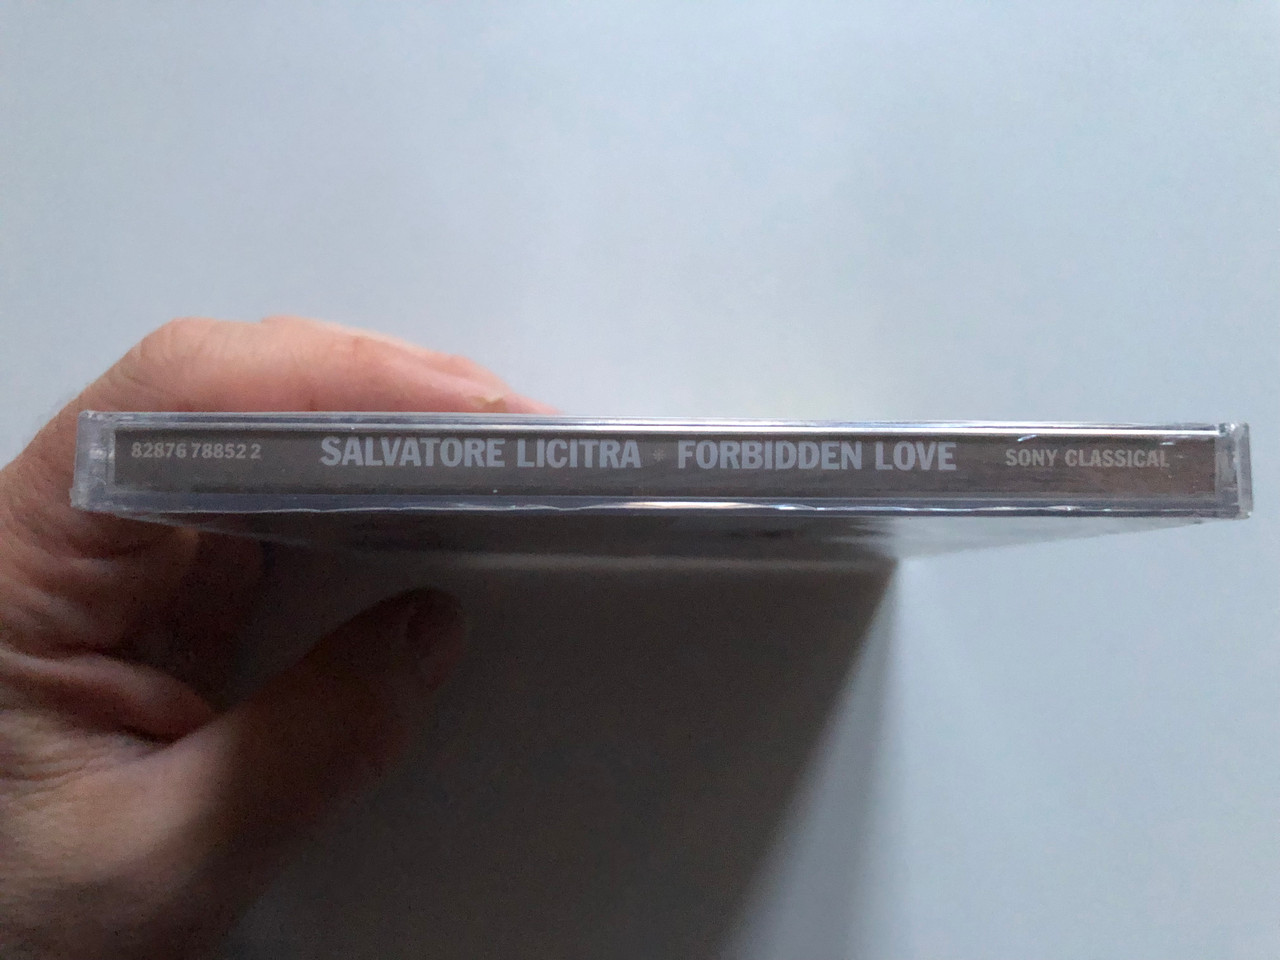 82876 78852 2 SALVATORE LICITRA * FORBIDDEN LOVE SONY CLASSICAL